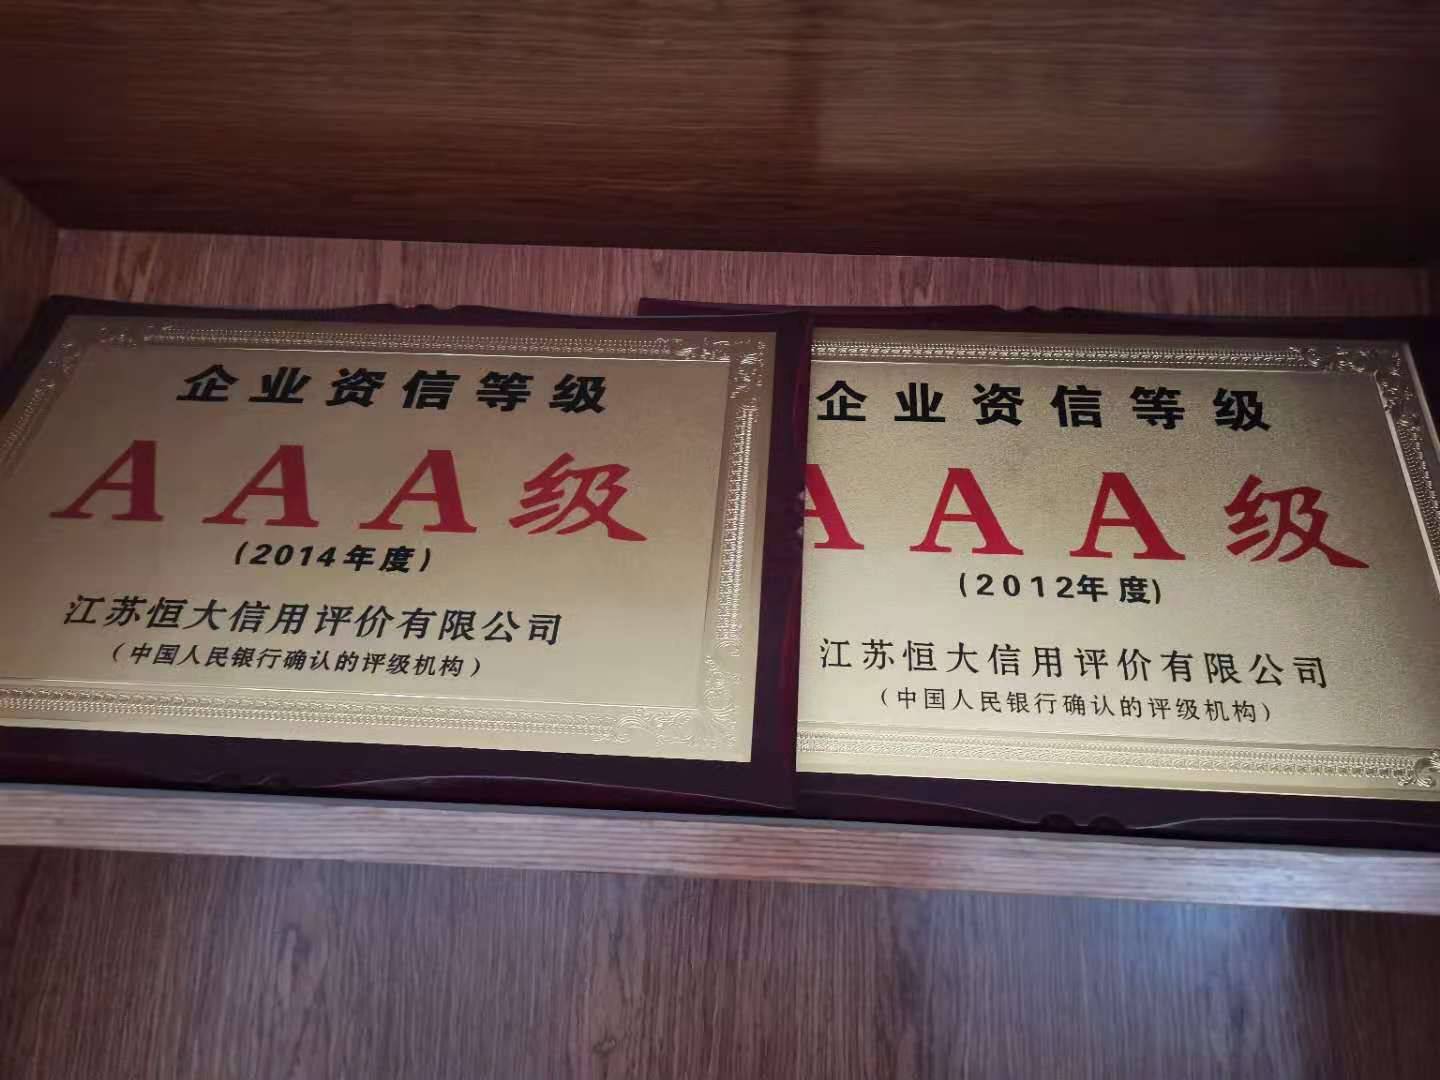 企业资信等级
AAA级
(2014年度)
江苏恒大信用评价有限公司
(中国人民银行确认的评级机构)
企业资信等级
AAA级
(2012年度)
江苏恒大信用评价有限公司
(中国人民银行确认的评级机构)